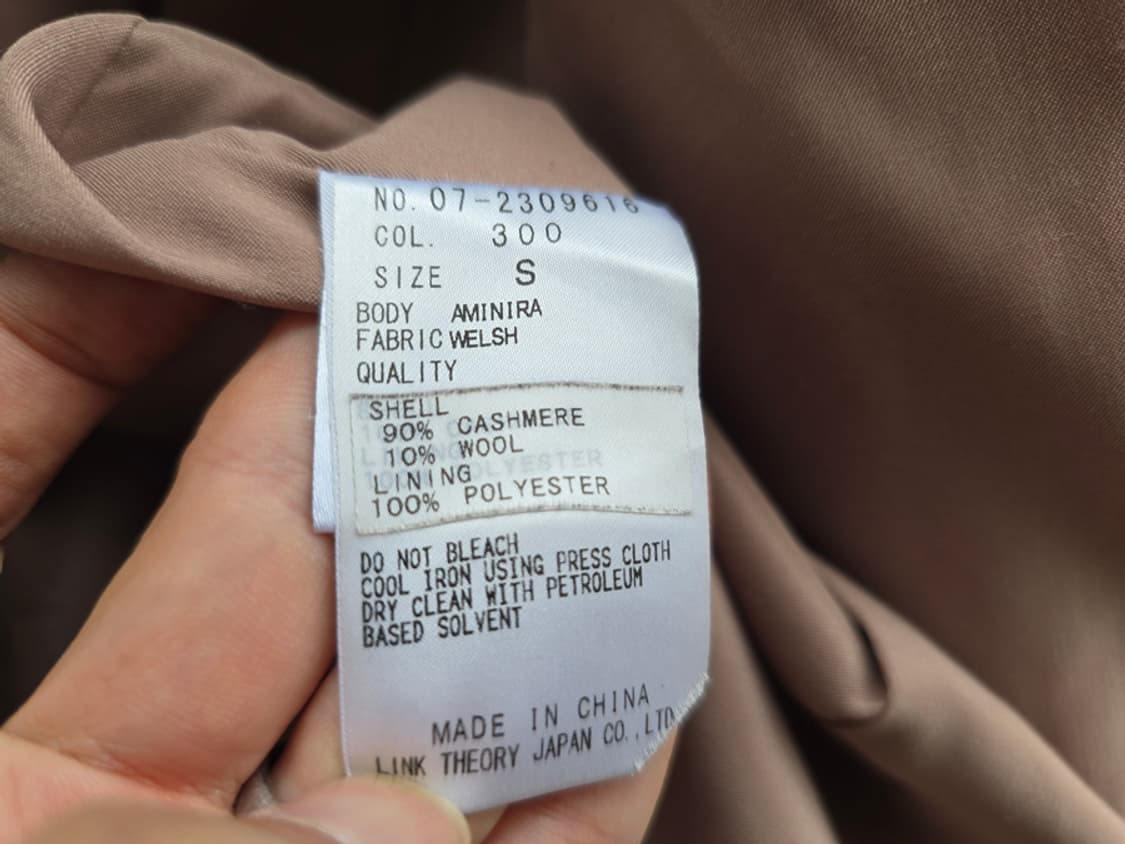 NO. 07-2309616
COL. 300
SIZE S
BODY AMINIRA
FABRIC WELSH
QUALITY
SHELL
90% CASHMERE
10% WOOL
LINING
100% POLYESTER
DO NOT BLEACH
COOL IRON USING PRESS CLOTH
DRY CLEAN WITH PETROLEUM
BASED SOLVENT
MADE IN CHINA
LINK THEORY JAPAN CO.,LTD